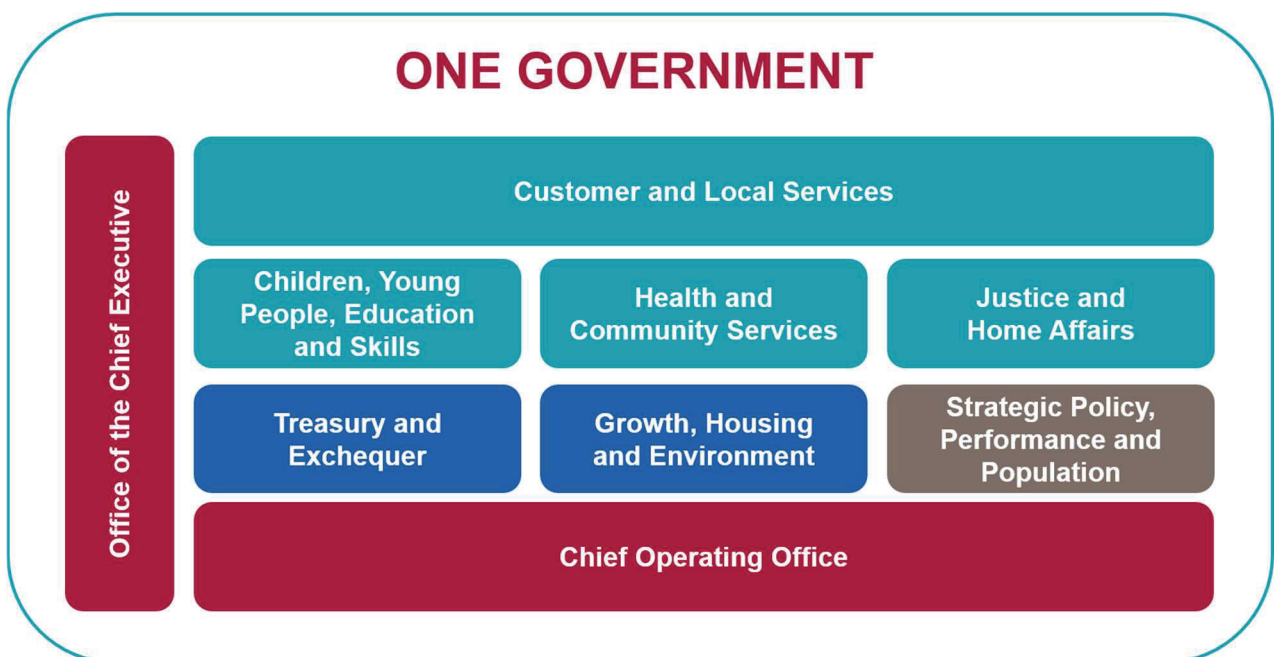 ONE GOVERNMENT
Office of the Chief Executive
Customer and Local Services
Children, Young
People, Education
and Skills
Health and
Community Services
Justice and
Home Affairs
Treasury and
Exchequer
Growth, Housing
and Environment
Strategic Policy,
Performance and
Population
Chief Operating Office